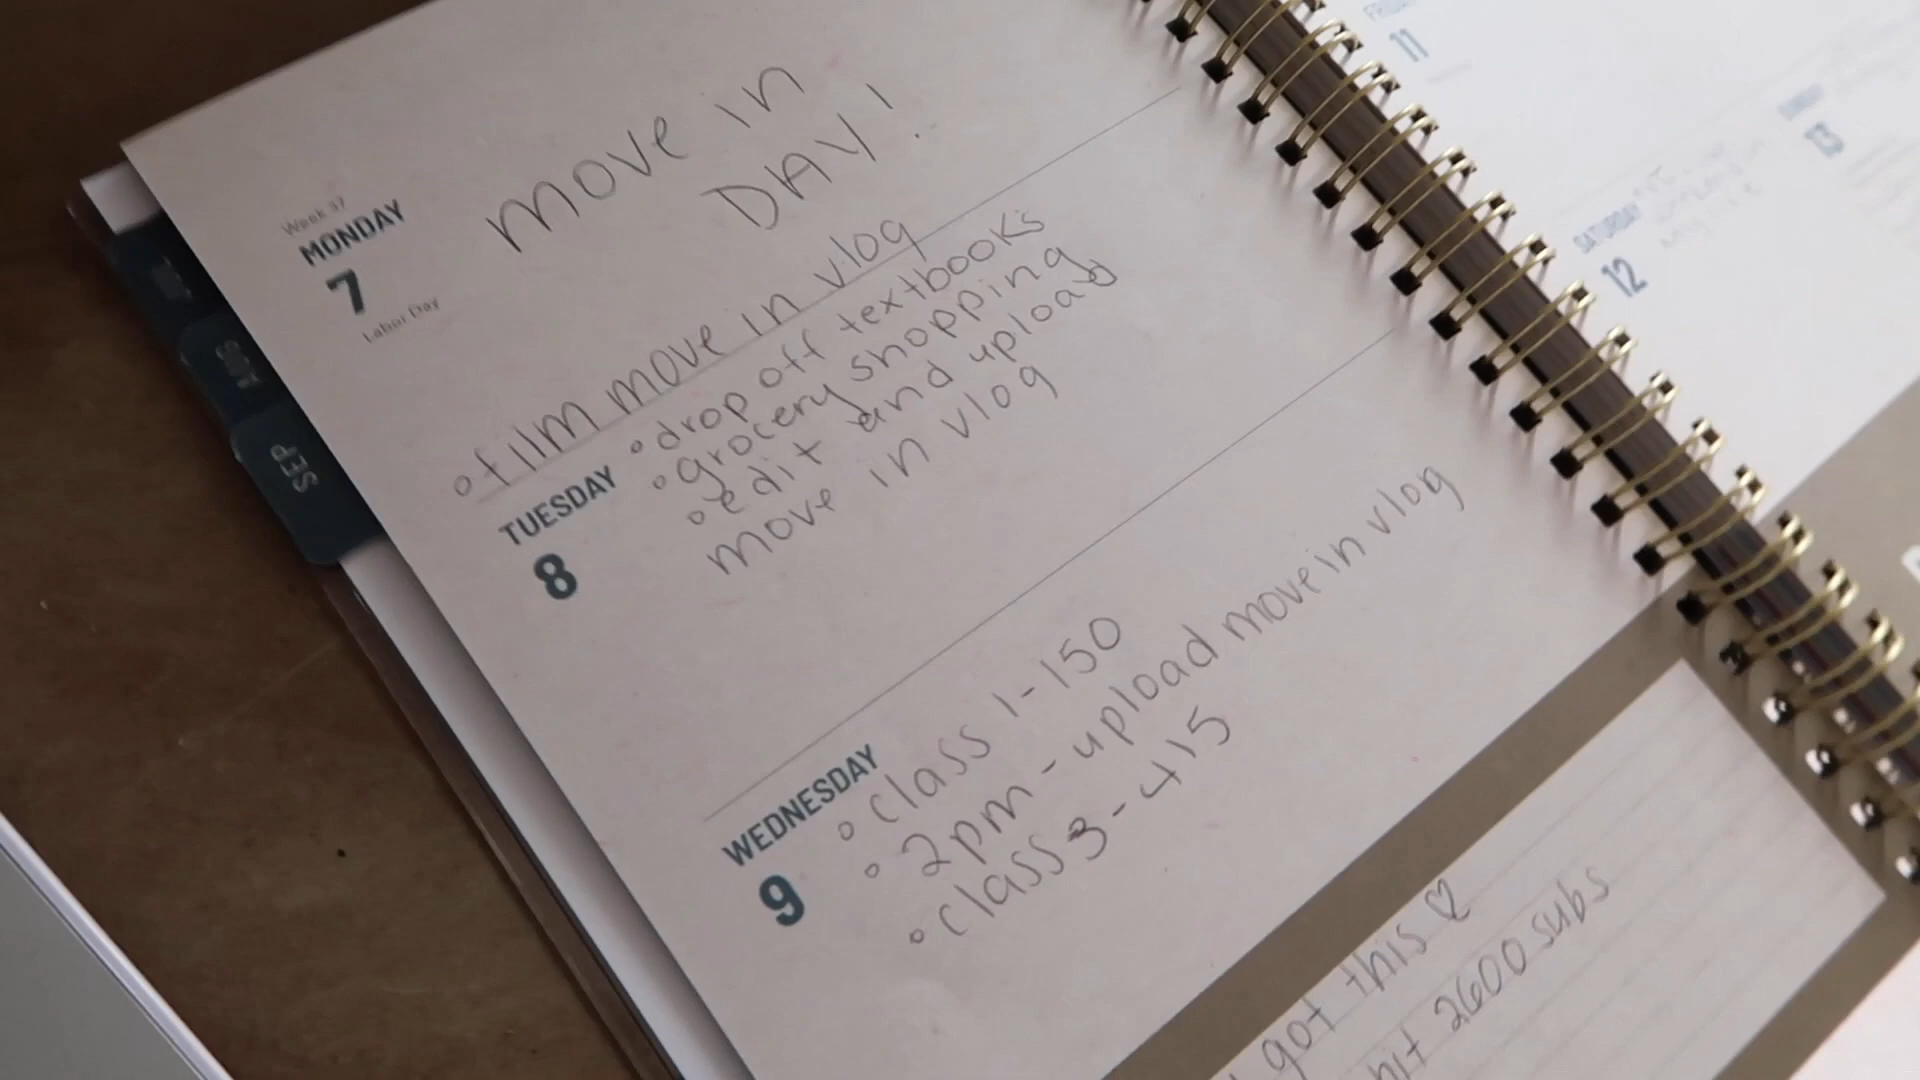 Week 37
MONDAY
7
Labor Day
move in
DAY!
film move in vlog
TUESDAY
8
drop off textbooks
grocery shopping
edit and upload
move in vlog
WEDNESDAY
9
class 1-150
2pm - upload move in vlog
class 3-415
AUG
SEP
11
SATURDAY
12
SUNDAY
13
got this ♡
hit 2600 subs